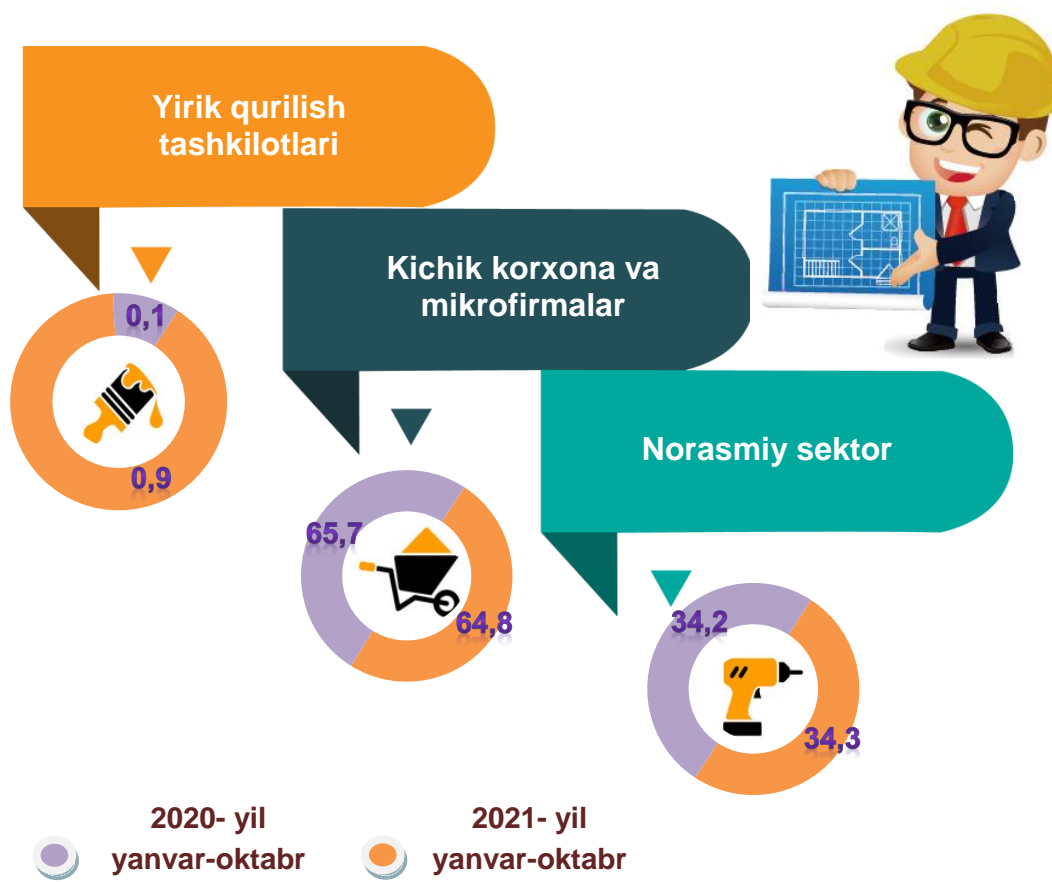 Yirik qurilish
tashkilotlari
Kichik korxona va
mikrofirmalar
Norasmiy sektor
0,1
0,9
65,7
64,8
34,2
34,3
2020- yil
yanvar-oktabr
2021- yil
yanvar-oktabr